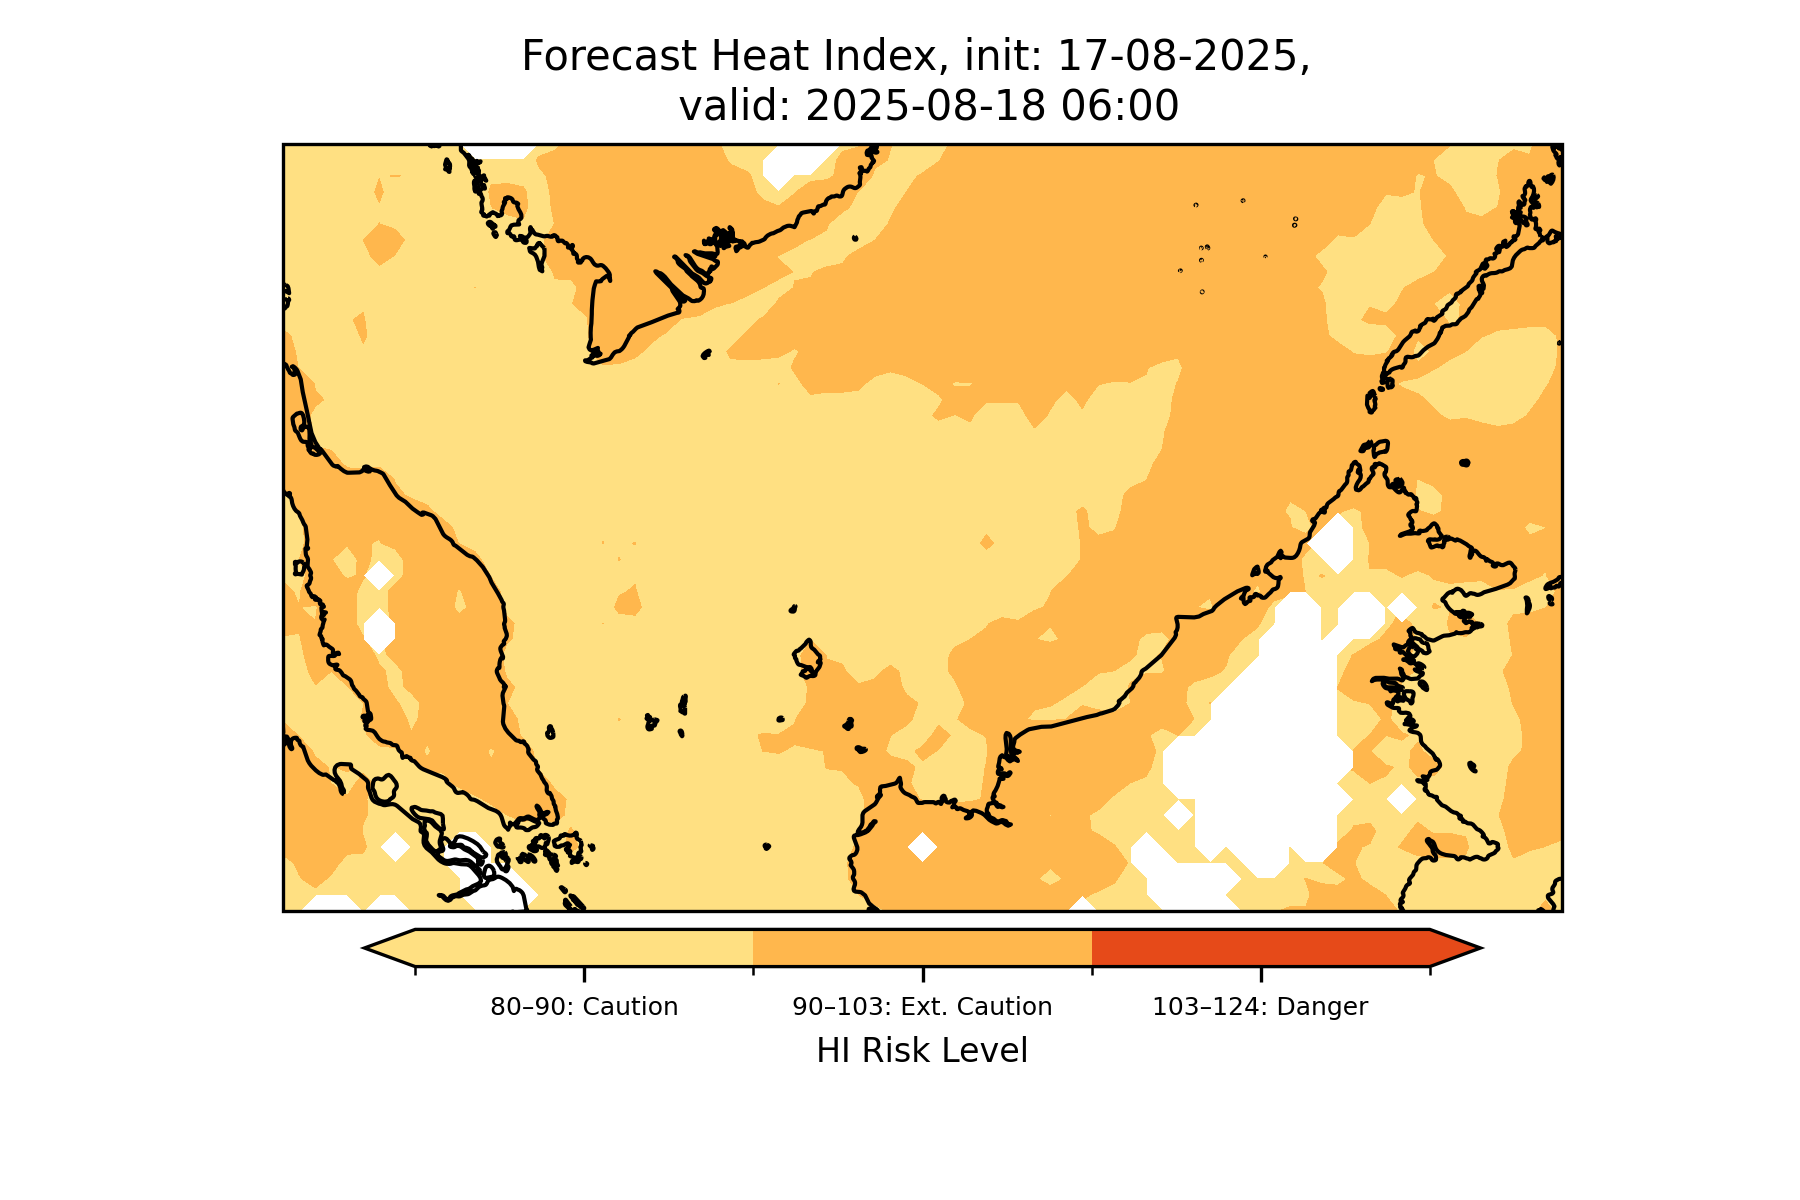 Forecast Heat Index, init: 17-08-2025,
valid: 2025-08-18 06:00
80–90: Caution
90–103: Ext. Caution
103–124: Danger
HI Risk Level